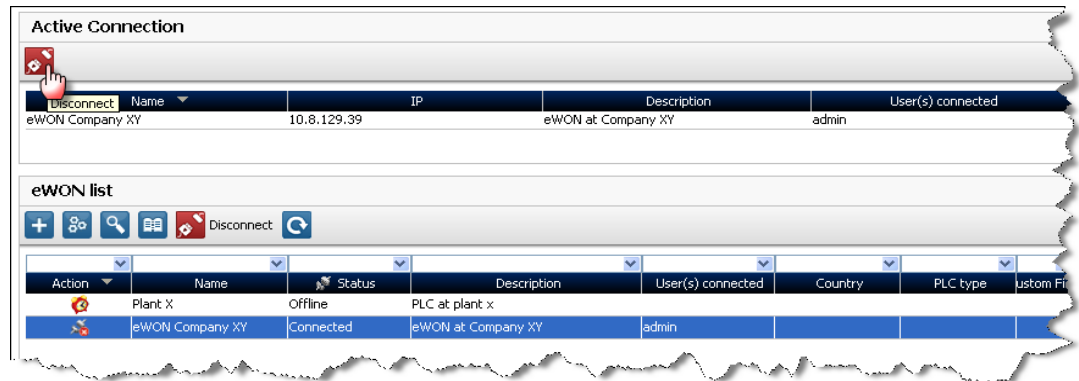 Active Connection
Disconnect Name IP Description User(s) connected
eWON Company XY 10.8.129.39 eWON at Company XY admin
eWON list
Disconnect
Action Name Status Description User(s) connected Country PLC type ustom Fi
Plant X Offline PLC at plant x
eWON Company XY Connected eWON at Company XY admin